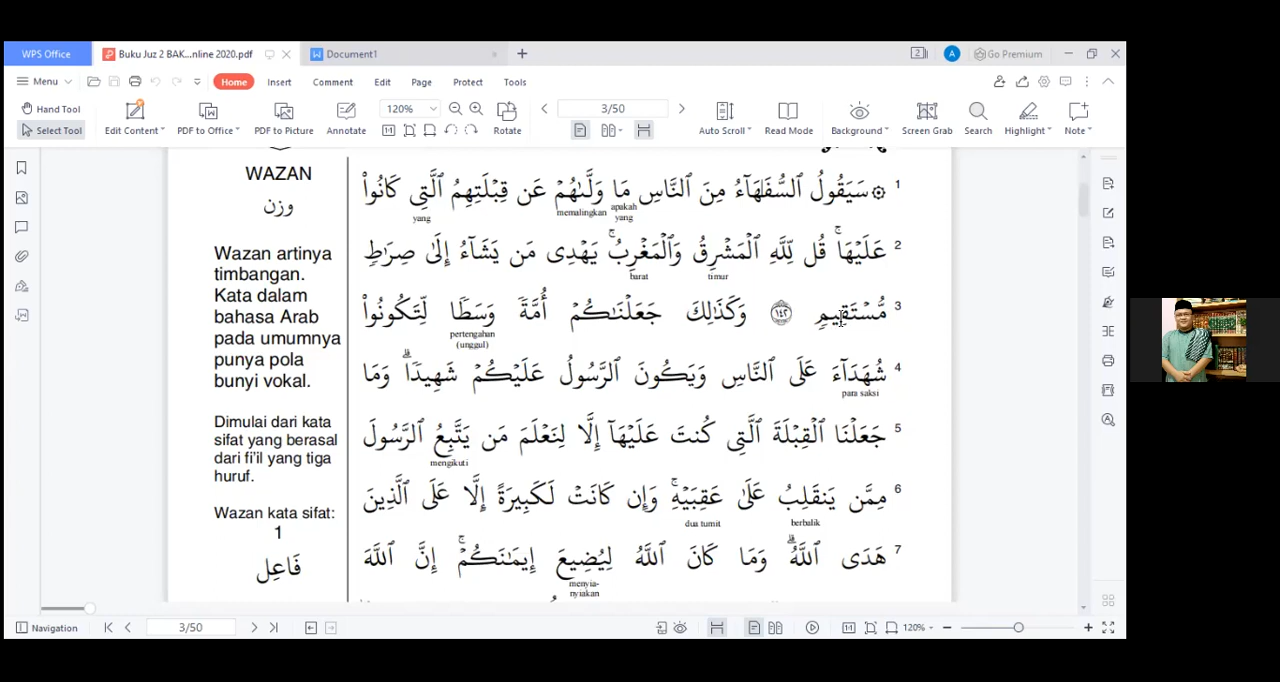 WPS Office
Buku Juz 2 BAK...nline 2020.pdf
Document1
2
A
Go Premium
Menu
Home
Insert
Comment
Edit
Page
Protect
Tools
Hand Tool
Select Tool
Edit Content
PDF to Office
PDF to Picture
Annotate
120%
3/50
Rotate
Auto Scroll
Read Mode
Background
Screen Grab
Search
Highlight
Note
WAZAN
وزن
Wazan artinya
timbangan.
Kata dalam
bahasa Arab
pada umumnya
punya pola
bunyi vokal.
Dimulai dari kata
sifat yang berasal
dari fi'il yang tiga
huruf.
Wazan kata sifat:
1
فَاعِل
1 ۞ سَيَقُولُ ٱلسُّفَهَآءُ مِنَ ٱلنَّاسِ مَا وَلَّىٰهُمۡ عَن قِبۡلَتِهِمُ ٱلَّتِي كَانُواْ
apakah yang
memalingkan
yang
2 عَلَيۡهَاۚ قُل لِّلَّهِ ٱلۡمَشۡرِقُ وَٱلۡمَغۡرِبُۚ يَهۡدِي مَن يَشَآءُ إِلَىٰ صِرَٰطٖ
timur
barat
3 مُّسۡتَقِيمٖ ١٤٢ وَكَذَٰلِكَ جَعَلۡنَٰكُمۡ أُمَّةٗ وَسَطٗا لِّتَكُونُواْ
pertengahan
(unggul)
4 شُهَدَآءَ عَلَى ٱلنَّاسِ وَيَكُونَ ٱلرَّسُولُ عَلَيۡكُمۡ شَهِيدٗاۗ وَمَا
para saksi
5 جَعَلۡنَا ٱلۡقِبۡلَةَ ٱلَّتِي كُنتَ عَلَيۡهَآ إِلَّا لِنَعۡلَمَ مَن يَتَّبِعُ ٱلرَّسُولَ
mengikuti
6 مِمَّن يَنقَلِبُ عَلَىٰ عَقِبَيۡهِۚ وَإِن كَانَتۡ لَكَبِيرَةً إِلَّا عَلَى ٱلَّذِينَ
berbalik
dua tumit
7 هَدَى ٱللَّهُۗ وَمَا كَانَ ٱللَّهُ لِيُضِيعَ إِيمَٰنَكُمۡۚ إِنَّ ٱللَّهَ
menyia-
nyiakan
Navigation
3/50
120%